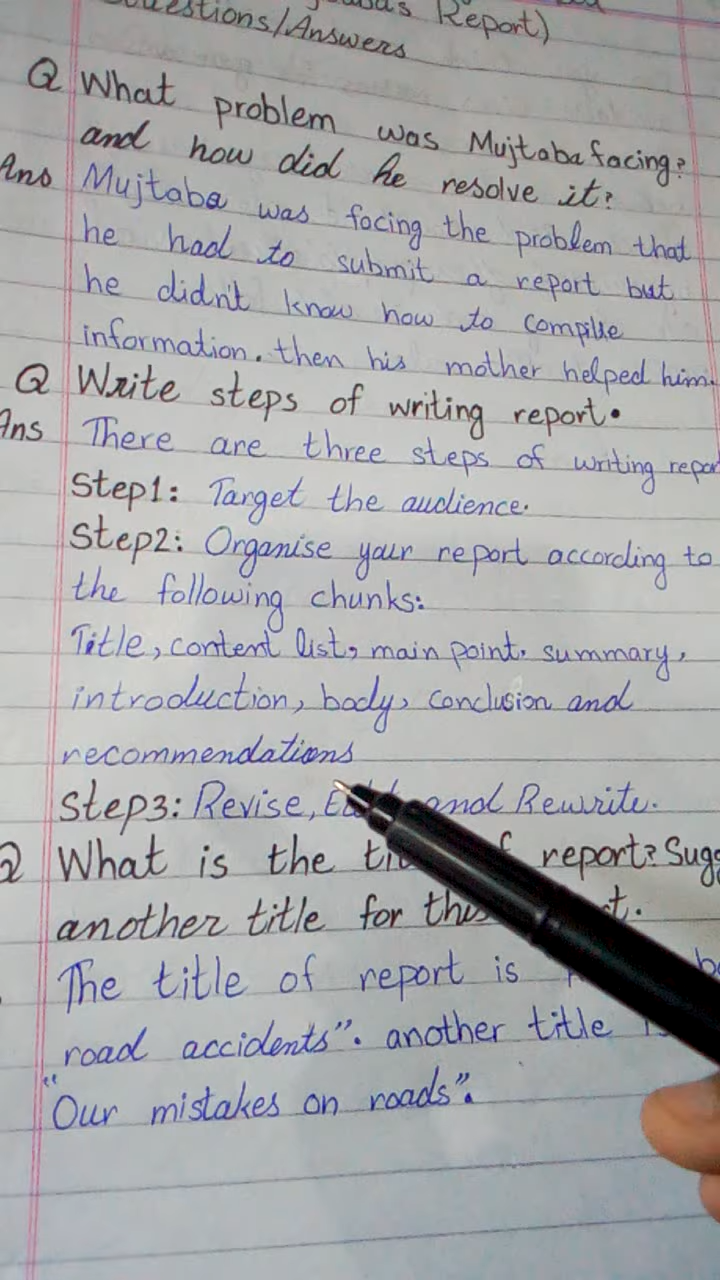 Report)
Questions/Answers
Q What problem was Mujtaba facing?
and how did he resolve it?
Ans Mujtaba was facing the problem that
he had to submit a report but
he didn't know how to compile
information. then his mother helped him.
Q Write steps of writing report.
Ans There are three steps of writing
Step1: Target the audience.
Step2: Organise your report according to
the following chunks:
Title, content list, main point. summary,
introduction, body, conclusion and
recommendations
Step3: Revise, and Rewrite.
Q What is the of report?
another title for
The title of report is
road accidents". another title
"Our mistakes on roads".